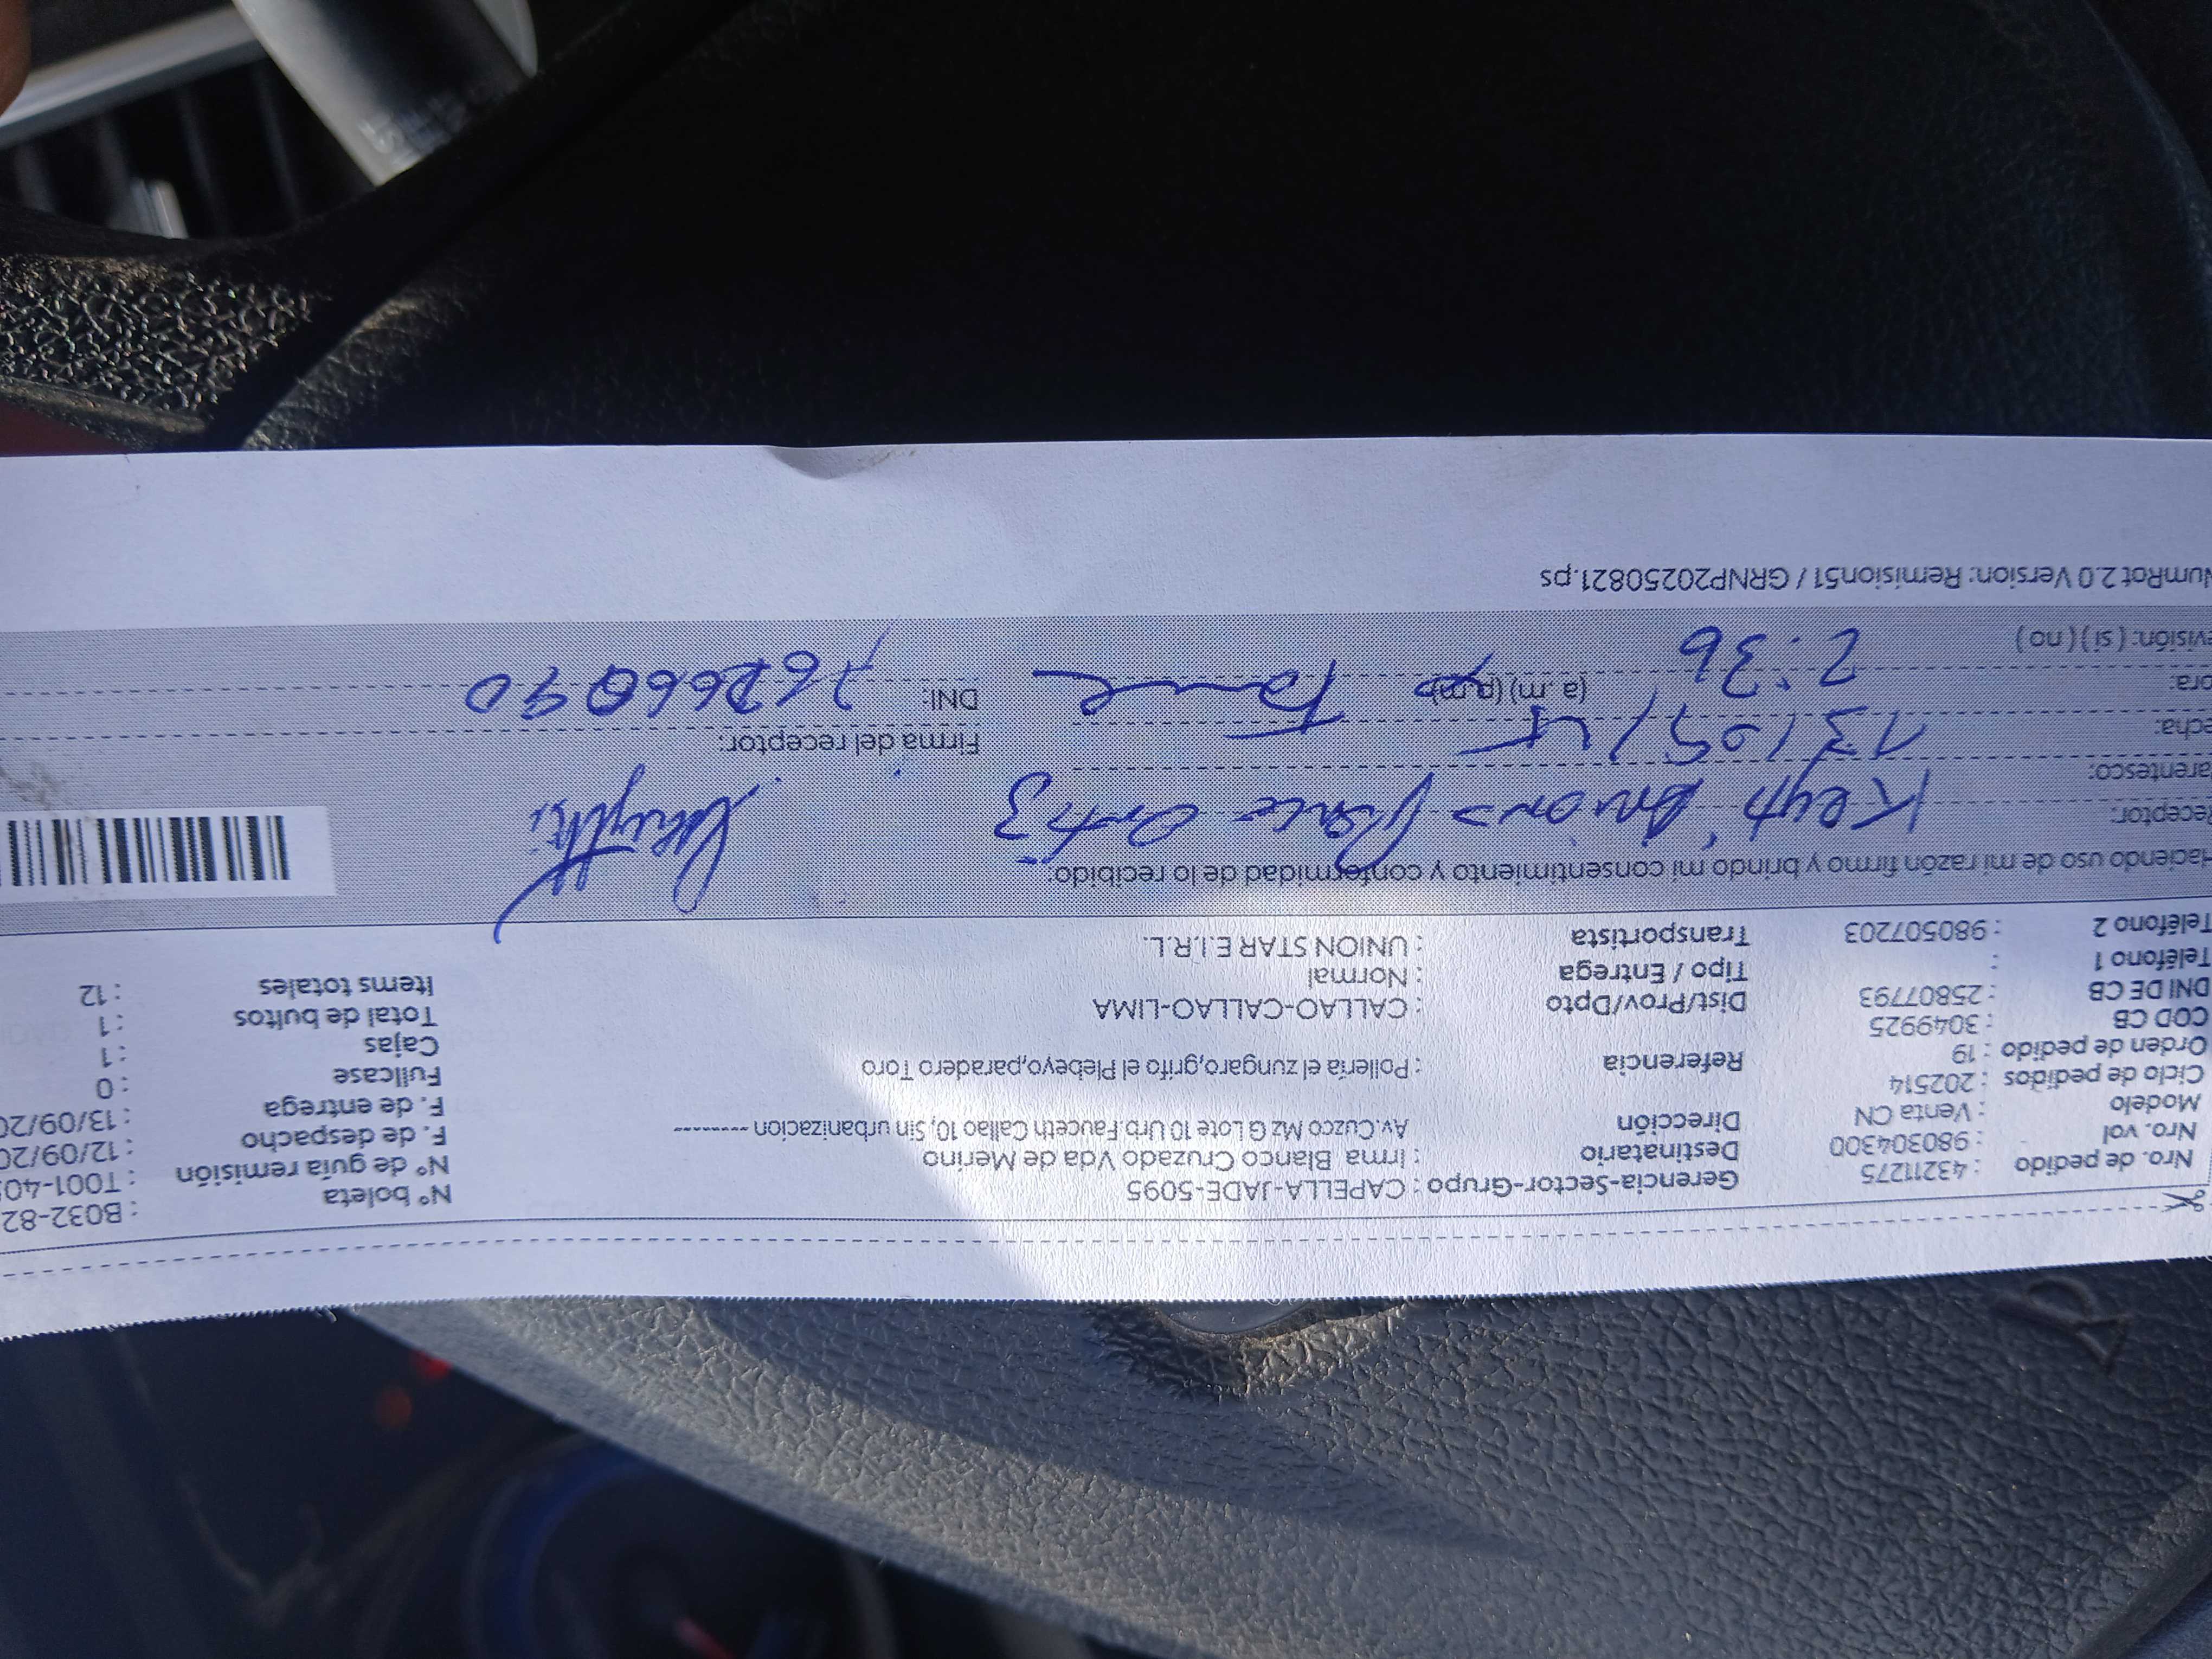 Nro. de pedido : 43211275 Gerencia-Sector-Grupo : CAPELLA-JADE-5095 N° boleta : B032-82
Nro. vol : 980304300 Destinatario : Irma Blanco Cruzado Vda de Merino N° de guía remisión : T001-40
Modelo : Venta CN Dirección Av.Cuzco Mz G Lote 10 Urb.Fauceth Callao 10, Sin urbanizacion -------- F. de despacho : 12/09/20
Ciclo de pedidos : 202514 F. de entrega : 13/09/20
Orden de pedido : 19 Referencia : Polleria el zungaro,grifo el Plebeyo,paradero Toro Fullcase : 0
COD CB : 3049925 Cajas : 1
DNI DE CB : 25807793 Dist/Prov/Dpto : CALLAO-CALLAO-LIMA Total de bultos : 1
Teléfono 1 : Tipo / Entrega : Normal Items totales : 12
Teléfono 2 : 980507203 Transportista : UNION STAR E.I.R.L.
Haciendo uso de mi razón firmo y brindo mi consentimiento y conformidad de lo recibido:
Receptor: Ortiz
arentesco:
echa: 13/09/25 Firma del receptor:
ora: 2:36 (a.m) (p.m) DNI:
evisión: ( si ) ( no )
NumRot 2.0 Version: Remision51 / GRNP20250821.ps